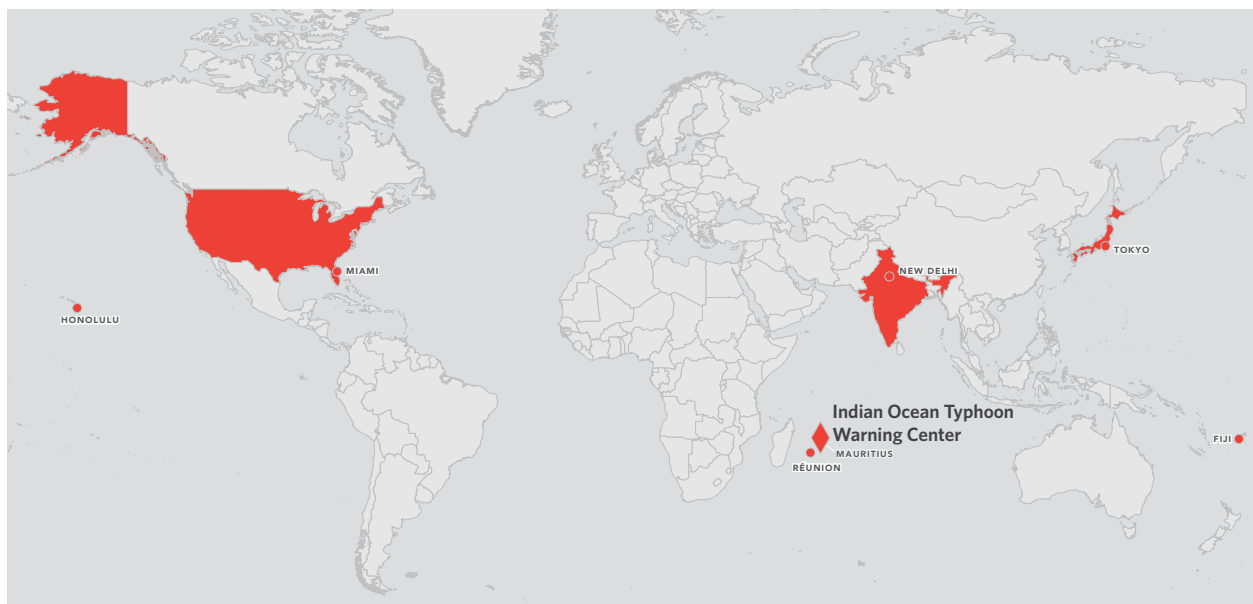 MIAMI
HONOLULU
NEW DELHI
TOKYO
Indian Ocean Typhoon
Warning Center
MAURITIUS
RÉUNION
FIJI